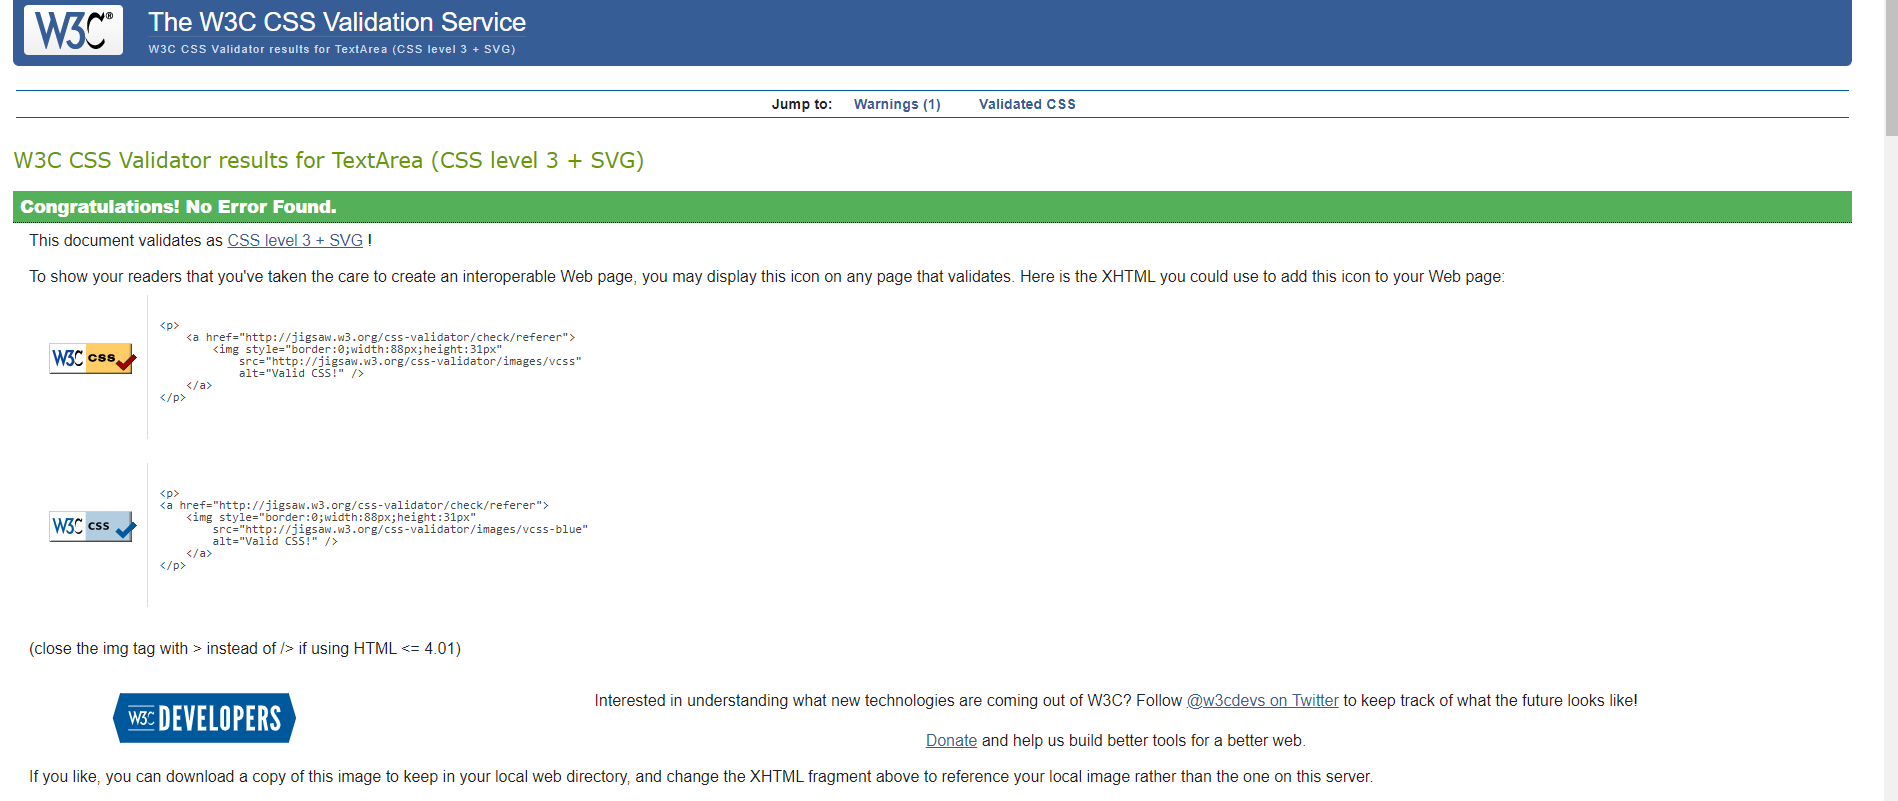 W3C®
The W3C CSS Validation Service
W3C CSS Validator results for TextArea (CSS level 3 + SVG)
Jump to: Warnings (1) Validated CSS
W3C CSS Validator results for TextArea (CSS level 3 + SVG)
Congratulations! No Error Found.
This document validates as CSS level 3 + SVG !
To show your readers that you've taken the care to create an interoperable Web page, you may display this icon on any page that validates. Here is the XHTML you could use to add this icon to your Web page:
W3C css
<p>
<a href="http://jigsaw.w3.org/css-validator/check/referer">
<img style="border:0;width:88px;height:31px"
src="http://jigsaw.w3.org/css-validator/images/vcss"
alt="Valid CSS!" />
</a>
</p>
W3C css
<p>
<a href="http://jigsaw.w3.org/css-validator/check/referer">
<img style="border:0;width:88px;height:31px"
src="http://jigsaw.w3.org/css-validator/images/vcss-blue"
alt="Valid CSS!" />
</a>
</p>
(close the img tag with > instead of /> if using HTML <= 4.01)
W3C DEVELOPERS
Interested in understanding what new technologies are coming out of W3C? Follow @w3cdevs on Twitter to keep track of what the future looks like!
Donate and help us build better tools for a better web.
If you like, you can download a copy of this image to keep in your local web directory, and change the XHTML fragment above to reference your local image rather than the one on this server.